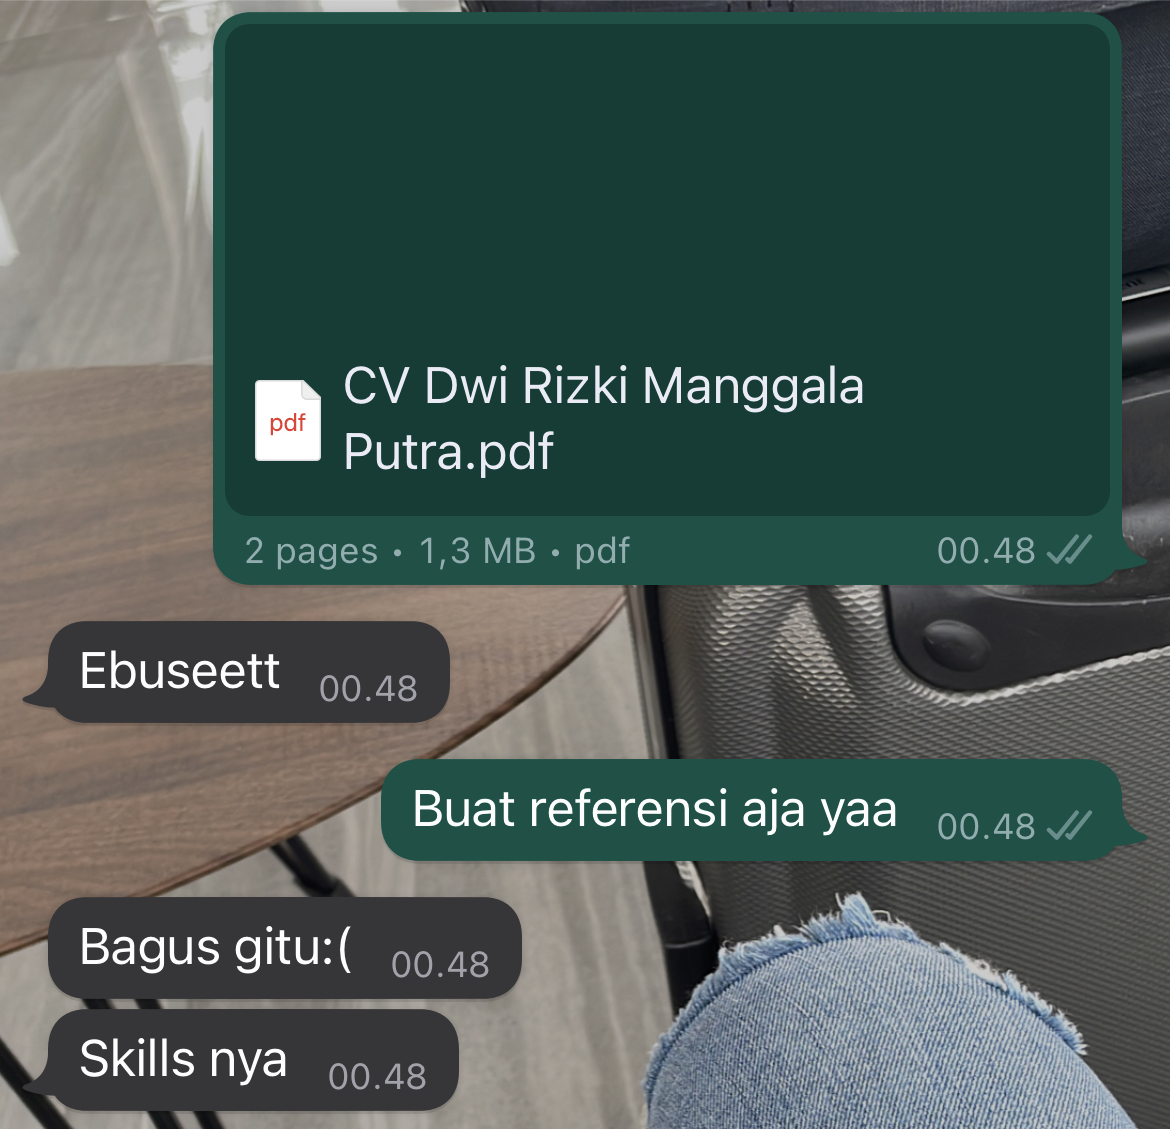 pdf
CV Dwi Rizki Manggala
Putra.pdf
2 pages • 1,3 MB • pdf 00.48
Ebuseett 00.48
Buat referensi aja yaa 00.48
Bagus gitu:( 00.48
Skills nya 00.48